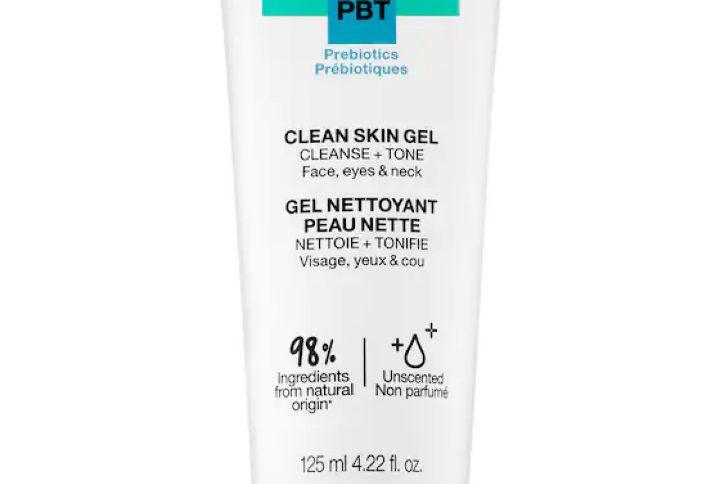 PBT
Prebiotics
Prébiotiques
CLEAN SKIN GEL
CLEANSE + TONE
Face, eyes & neck
GEL NETTOYANT
PEAU NETTE
NETTOIE + TONIFIE
Visage, yeux & cou
98%
Ingredients
from natural
origin*
Unscented
Non parfumé
125 ml 4.22 fl. oz.